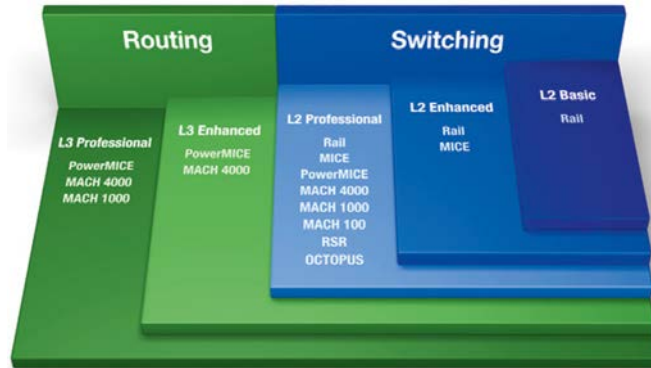 Routing
Switching
L3 Professional
PowerMICE
MACH 4000
MACH 1000
L3 Enhanced
PowerMICE
MACH 4000
L2 Professional
Rail
MICE
PowerMICE
MACH 4000
MACH 1000
MACH 100
RSR
OCTOPUS
L2 Enhanced
Rail
MICE
L2 Basic
Rail